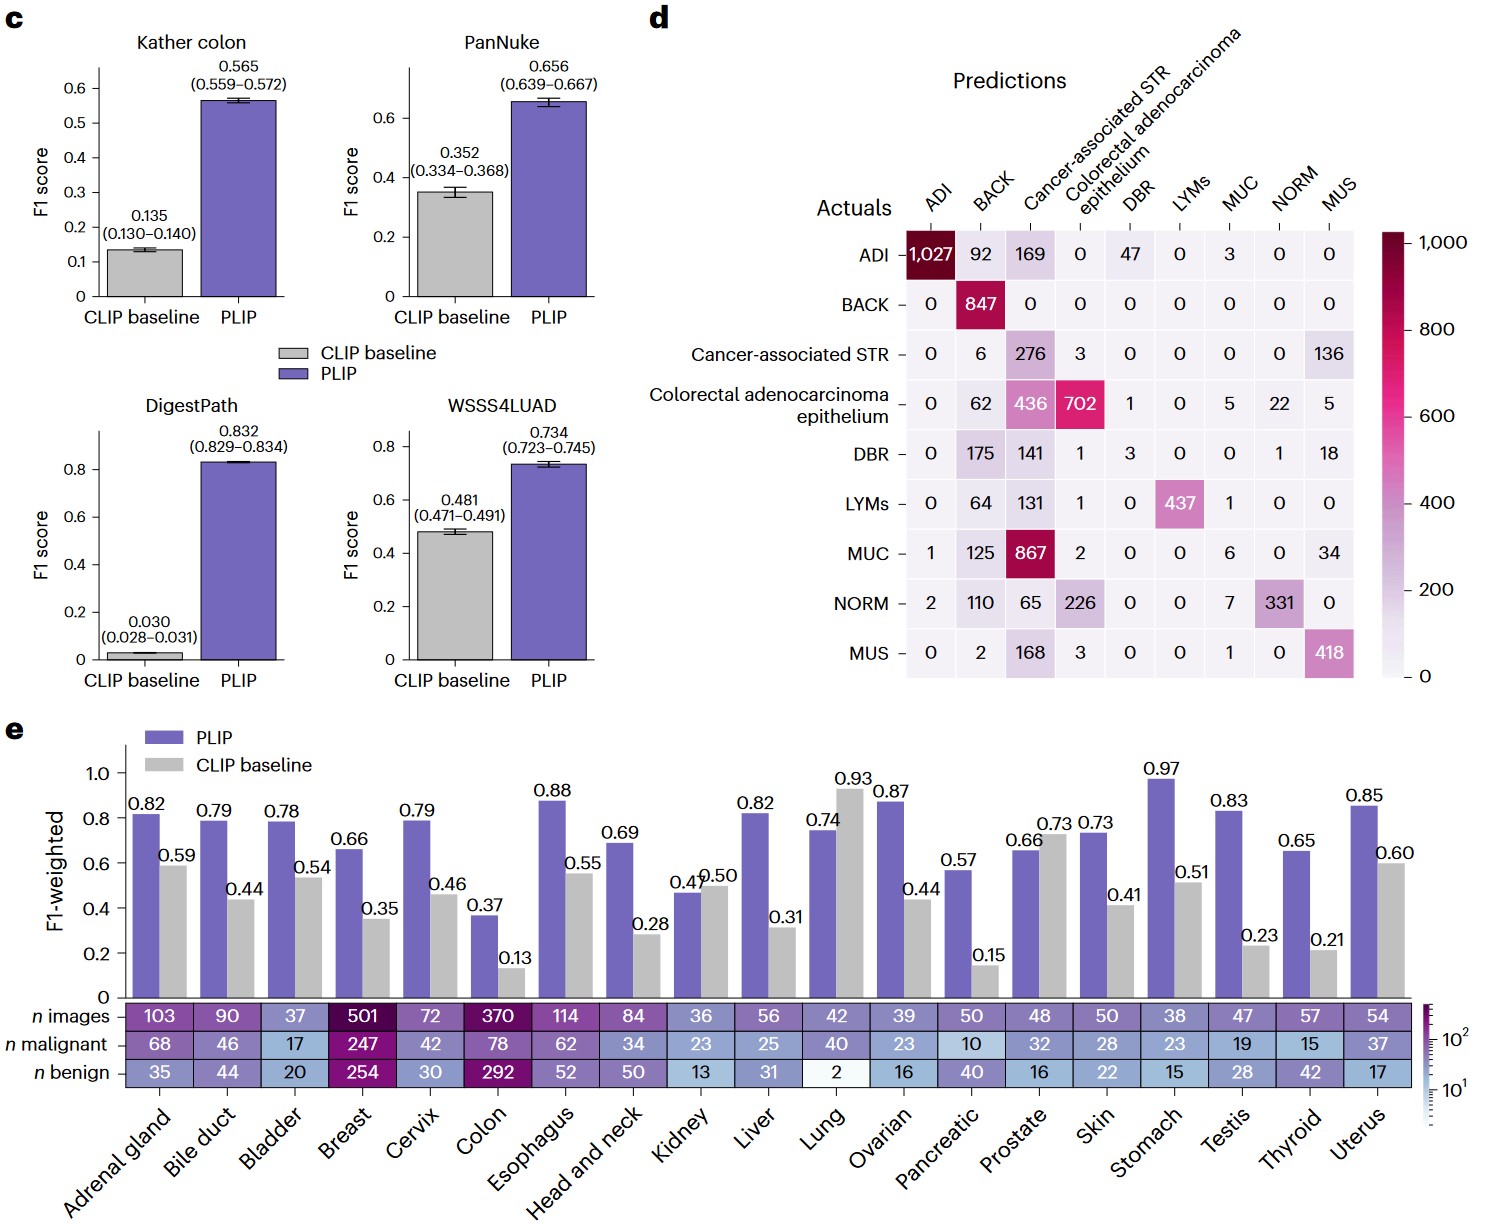 c
Kather colon
0.565
(0.559–0.572)
0.135
(0.130–0.140)
F1 score
0.6
0.5
0.4
0.3
0.2
0.1
0
CLIP baseline PLIP
PanNuke
0.656
(0.639–0.667)
0.352
(0.334–0.368)
F1 score
0.6
0.4
0.2
0
CLIP baseline PLIP
CLIP baseline
PLIP
DigestPath
0.832
(0.829–0.834)
0.030
(0.028–0.031)
F1 score
0.8
0.6
0.4
0.2
0
CLIP baseline PLIP
WSSS4LUAD
0.734
(0.723–0.745)
0.481
(0.471–0.491)
F1 score
0.8
0.6
0.4
0.2
0
CLIP baseline PLIP
d
Predictions
Actuals
ADI
BACK
Cancer-associated STR
Colorectal adenocarcinoma
epithelium
DBR
LYMs
MUC
NORM
MUS
ADI 1,027 92 169 0 47 0 3 0 0
BACK 0 847 0 0 0 0 0 0 0
Cancer-associated STR 0 6 276 3 0 0 0 0 136
Colorectal adenocarcinoma
epithelium 0 62 436 702 1 0 5 22 5
DBR 0 175 141 1 3 0 0 1 18
LYMs 0 64 131 1 0 437 1 0 0
MUC 1 125 867 2 0 0 6 0 34
NORM 2 110 65 226 0 0 7 331 0
MUS 0 2 168 3 0 0 1 0 418
1,000
800
600
400
200
0
e
PLIP
CLIP baseline
F1-weighted
1.0
0.8
0.6
0.4
0.2
0
0.82 0.59 0.79 0.44 0.78 0.54 0.66 0.35 0.79 0.46 0.37 0.13 0.88 0.55 0.69 0.28 0.47 0.50 0.82 0.31 0.74 0.93 0.87 0.44 0.57 0.15 0.66 0.73 0.73 0.41 0.97 0.51 0.83 0.23 0.65 0.21 0.85 0.60
n images 103 90 37 501 72 370 114 84 36 56 42 39 50 48 50 38 47 57 54
n malignant 68 46 17 247 42 78 62 34 23 25 40 23 10 32 28 23 19 15 37
n benign 35 44 20 254 30 292 52 50 13 31 2 16 40 16 22 15 28 42 17
10²
10¹
Adrenal gland
Bile duct
Bladder
Breast
Cervix
Colon
Esophagus
Head and neck
Kidney
Liver
Lung
Ovarian
Pancreatic
Prostate
Skin
Stomach
Testis
Thyroid
Uterus